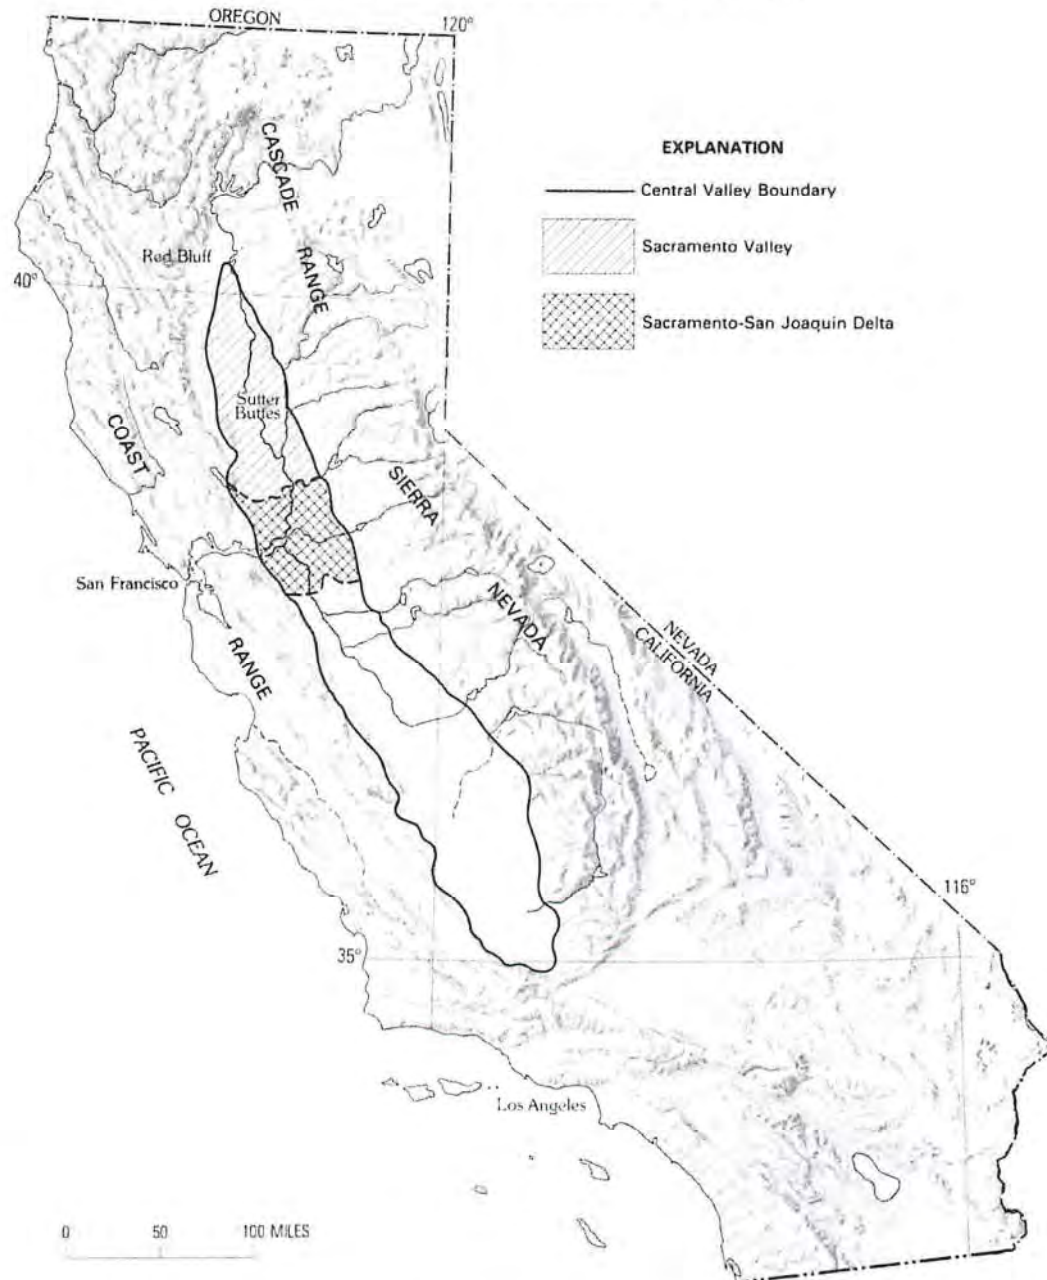 OREGON
120°
CASCADE
RANGE
EXPLANATION
Central Valley Boundary
Sacramento Valley
Sacramento-San Joaquin Delta
Red Bluff
40°
Sutter
Buttes
COAST
SIERRA
San Francisco
NEVADA
NEVADA
CALIFORNIA
RANGE
PACIFIC OCEAN
116°
35°
Los Angeles
0 50 100 MILES